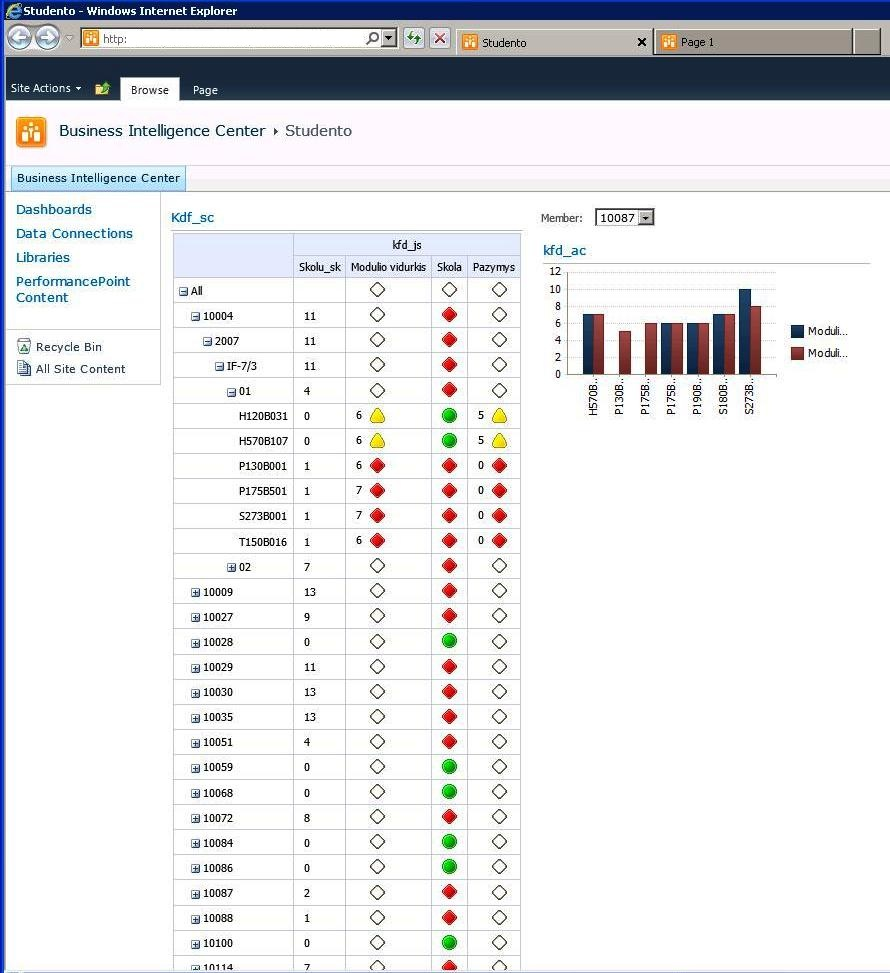 Studento - Windows Internet Explorer
http:
Studento
Page 1
Site Actions
Browse
Page
Business Intelligence Center Studento
Business Intelligence Center
Dashboards
Data Connections
Libraries
PerformancePoint
Content
Recycle Bin
All Site Content
Kdf_sc
kfd_js
Skolu_sk Modulio vidurkis Skola Pazymys
All
10004 11
2007 11
IF-7/3 11
01 4
H120B031 0 6 5
H570B107 0 6 5
P130B001 1 6 0
P175B501 1 7 0
S273B001 1 7 0
T150B016 1 6 0
02 7
10009 13
10027 9
10028 0
10029 11
10030 13
10035 13
10051 4
10059 0
10068 0
10072 8
10084 0
10086 0
10087 2
10088 1
10100 0
10114 7
Member: 10087
kfd_ac
12
10
8
6
4
2
0
H570B..
P130B..
P175B..
P175B..
P190B..
S180B..
S273B..
Moduli...
Moduli...